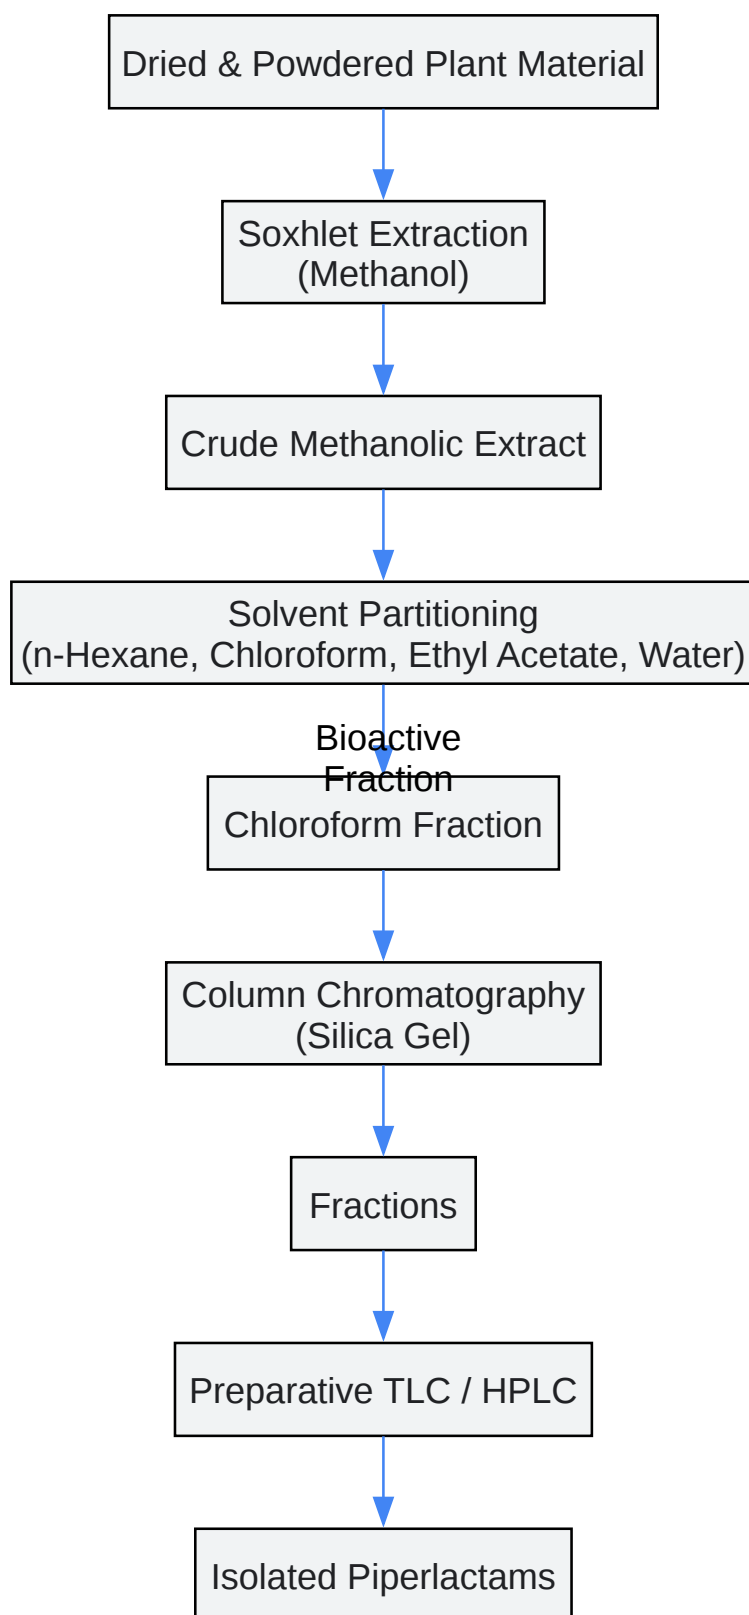 Dried & Powdered Plant Material
Soxhlet Extraction
(Methanol)
Crude Methanolic Extract
Solvent Partitioning
(n-Hexane, Chloroform, Ethyl Acetate, Water)
Bioactive
Fraction
Chloroform Fraction
Column Chromatography
(Silica Gel)
Fractions
Preparative TLC / HPLC
Isolated Piperlactams